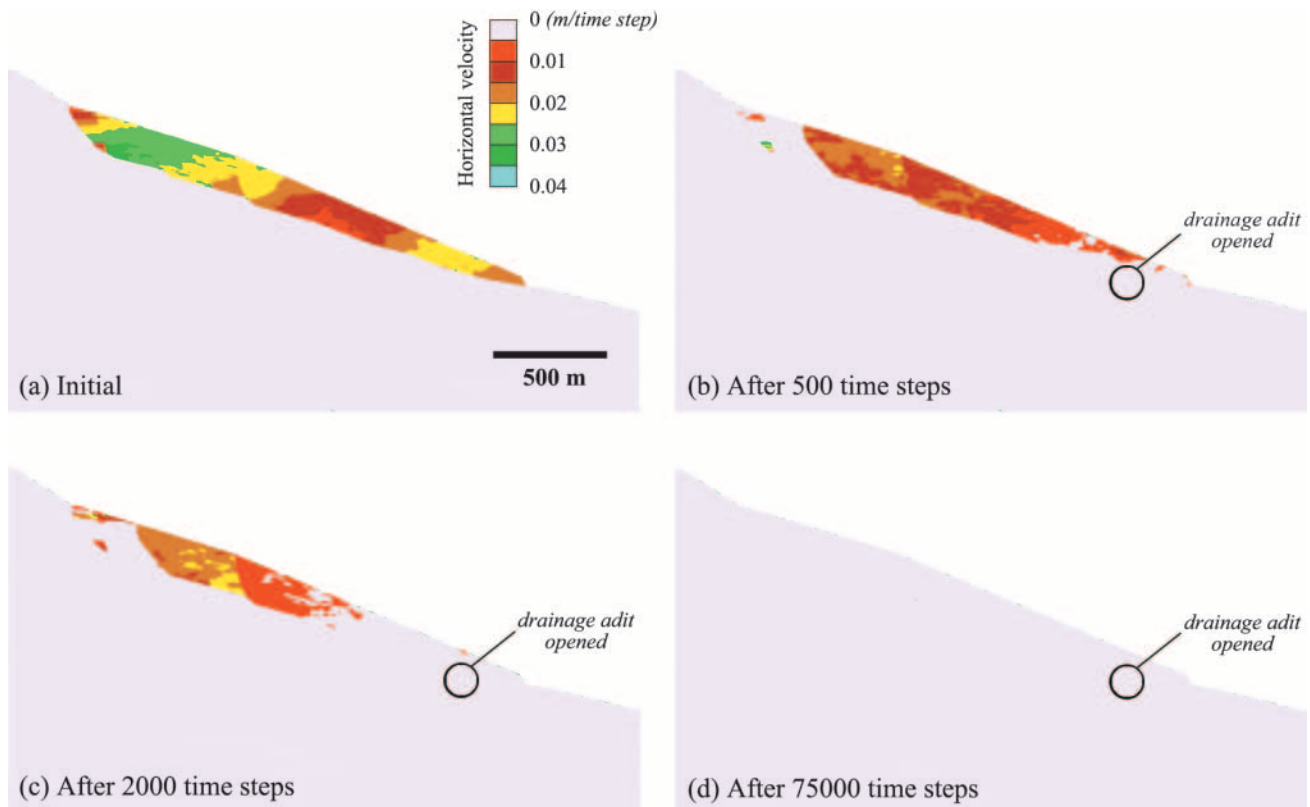 0 (m/time step)
Horizontal velocity
0.01
0.02
0.03
0.04
500 m
(a) Initial
drainage adit
opened
(b) After 500 time steps
drainage adit
opened
(c) After 2000 time steps
drainage adit
opened
(d) After 75000 time steps